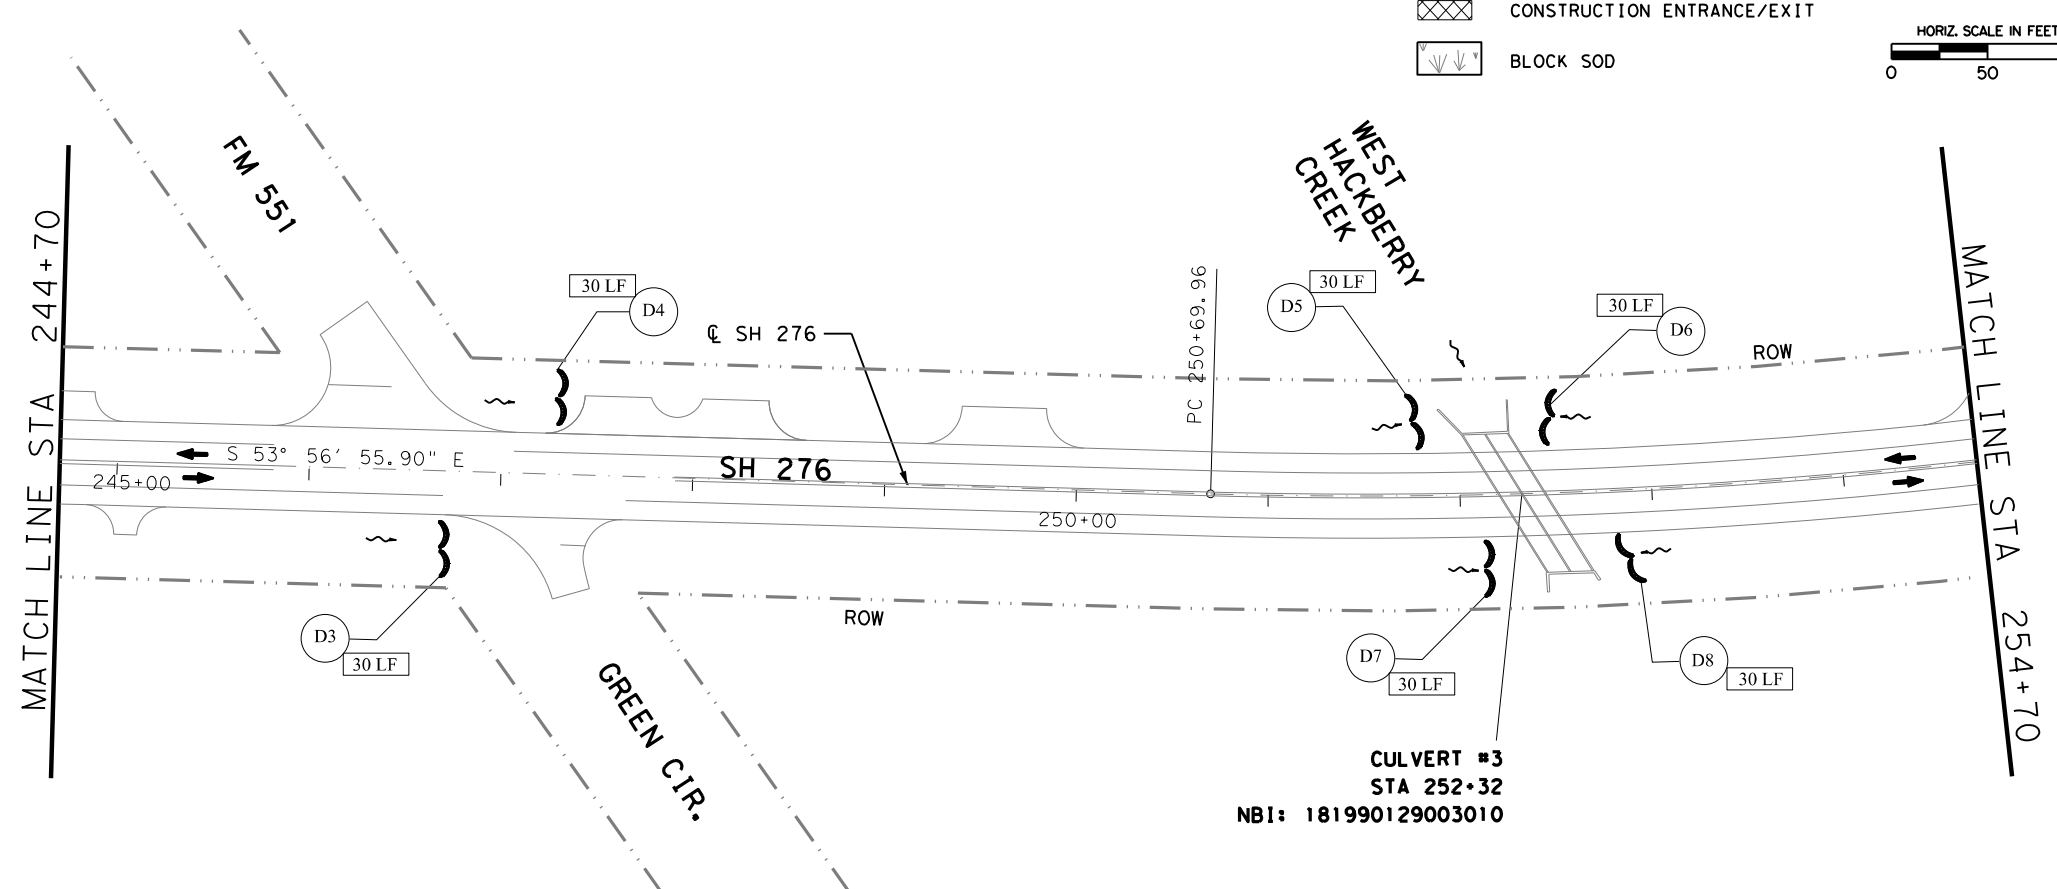 CONSTRUCTION ENTRANCE/EXIT
BLOCK SOD
HORIZ. SCALE IN FEET
0 50
MATCH LINE STA 244+70
FM 551
30 LF
D4
℄ SH 276
PC 250+69.96
WEST
HACKBERRY
CREEK
30 LF
D5
30 LF
D6
ROW
MATCH LINE STA 254+70
S 53° 56' 55.90" E
245+00
SH 276
250+00
ROW
D3
30 LF
GREEN CIR.
D7
30 LF
D8
30 LF
CULVERT #3
STA 252+32
NBI: 181990129003010